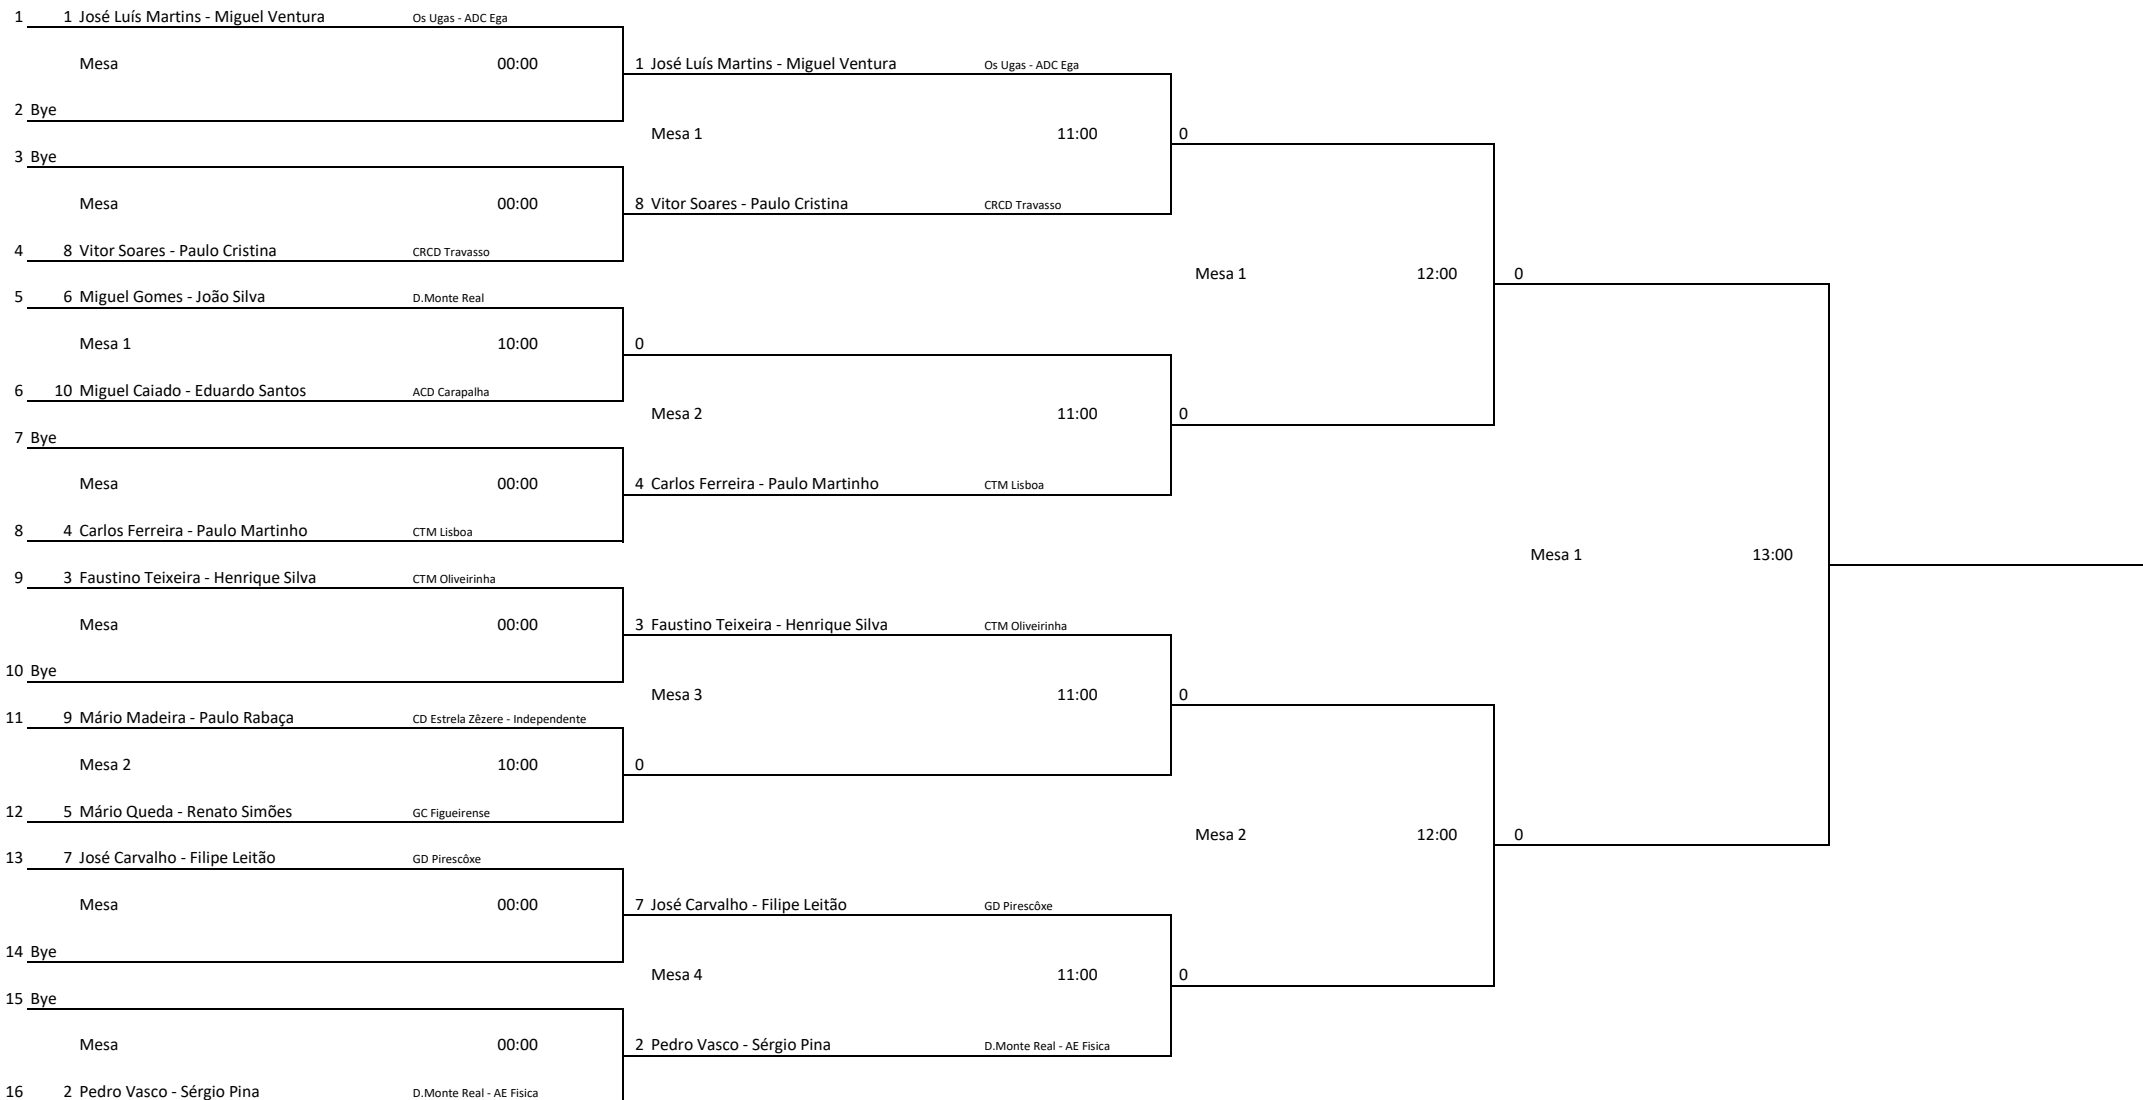 1 1 José Luís Martins - Miguel Ventura Os Ugas - ADC Ega
Mesa 00:00 1 José Luís Martins - Miguel Ventura Os Ugas - ADC Ega
2 Bye
Mesa 1 11:00 0
3 Bye
Mesa 00:00 8 Vitor Soares - Paulo Cristina CRCD Travasso
4 8 Vitor Soares - Paulo Cristina CRCD Travasso
Mesa 1 12:00 0
5 6 Miguel Gomes - João Silva D.Monte Real
Mesa 1 10:00 0
6 10 Miguel Caiado - Eduardo Santos ACD Carapalha
Mesa 2 11:00 0
7 Bye
Mesa 00:00 4 Carlos Ferreira - Paulo Martinho CTM Lisboa
8 4 Carlos Ferreira - Paulo Martinho CTM Lisboa
Mesa 1 13:00
9 3 Faustino Teixeira - Henrique Silva CTM Oliveirinha
Mesa 00:00 3 Faustino Teixeira - Henrique Silva CTM Oliveirinha
10 Bye
Mesa 3 11:00 0
11 9 Mário Madeira - Paulo Rabaça CD Estrela Zêzere - Independente
Mesa 2 10:00 0
12 5 Mário Queda - Renato Simões GC Figueirense
Mesa 2 12:00 0
13 7 José Carvalho - Filipe Leitão GD Pirescôxe
Mesa 00:00 7 José Carvalho - Filipe Leitão GD Pirescôxe
14 Bye
Mesa 4 11:00 0
15 Bye
Mesa 00:00 2 Pedro Vasco - Sérgio Pina D.Monte Real - AE Fisica
16 2 Pedro Vasco - Sérgio Pina D.Monte Real - AE Fisica